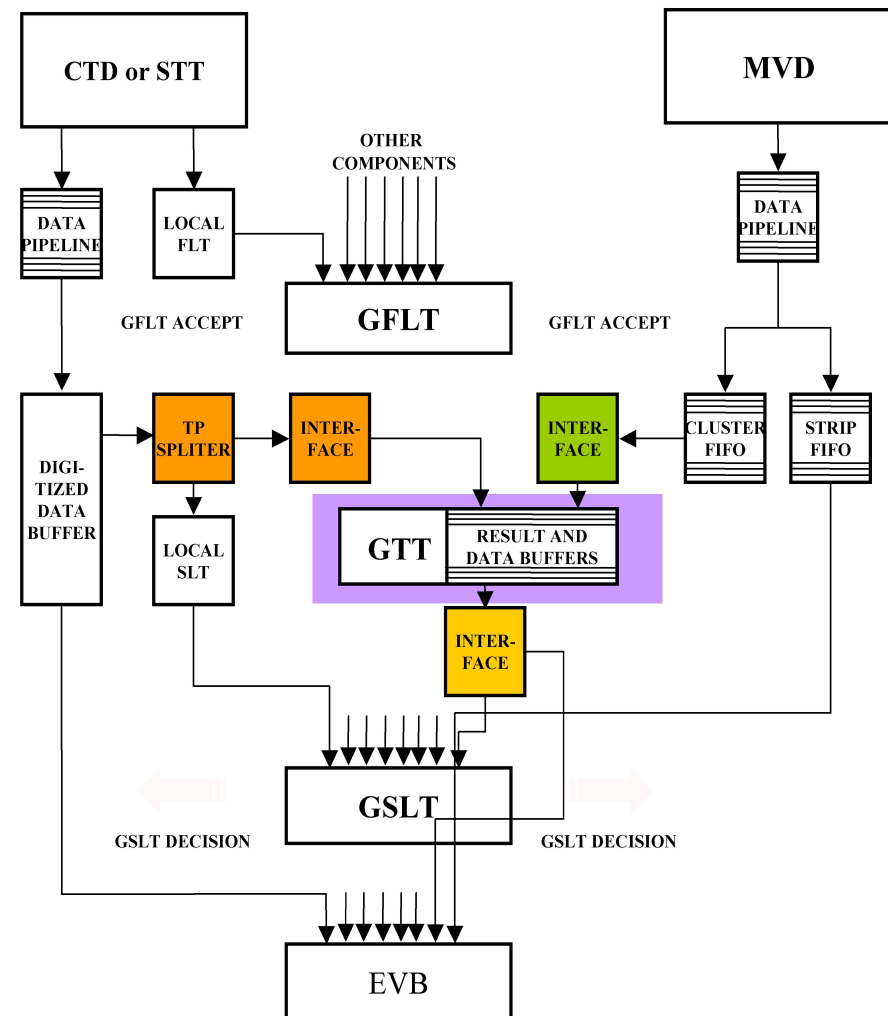 CTD or STT
MVD
OTHER
COMPONENTS
DATA
PIPELINE
LOCAL
FLT
DATA
PIPELINE
GFLT
GFLT ACCEPT
GFLT ACCEPT
DIGI-
TIZED
DATA
BUFFER
TP
SPLITER
INTER-
FACE
INTER-
FACE
CLUSTER
FIFO
STRIP
FIFO
LOCAL
SLT
GTT
RESULT AND
DATA BUFFERS
INTER-
FACE
GSLT
GSLT DECISION
GSLT DECISION
EVB